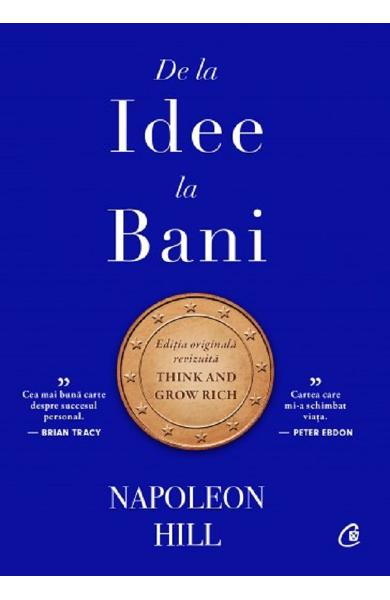 De la
Idee
la
Bani
Ediția originală
revizuită
THINK AND
GROW RICH
”
Cea mai bună carte
despre succesul
personal.
— BRIAN TRACY
”
Cartea care
mi-a schimbat
viața.
— PETER EBDON
NAPOLEON
HILL